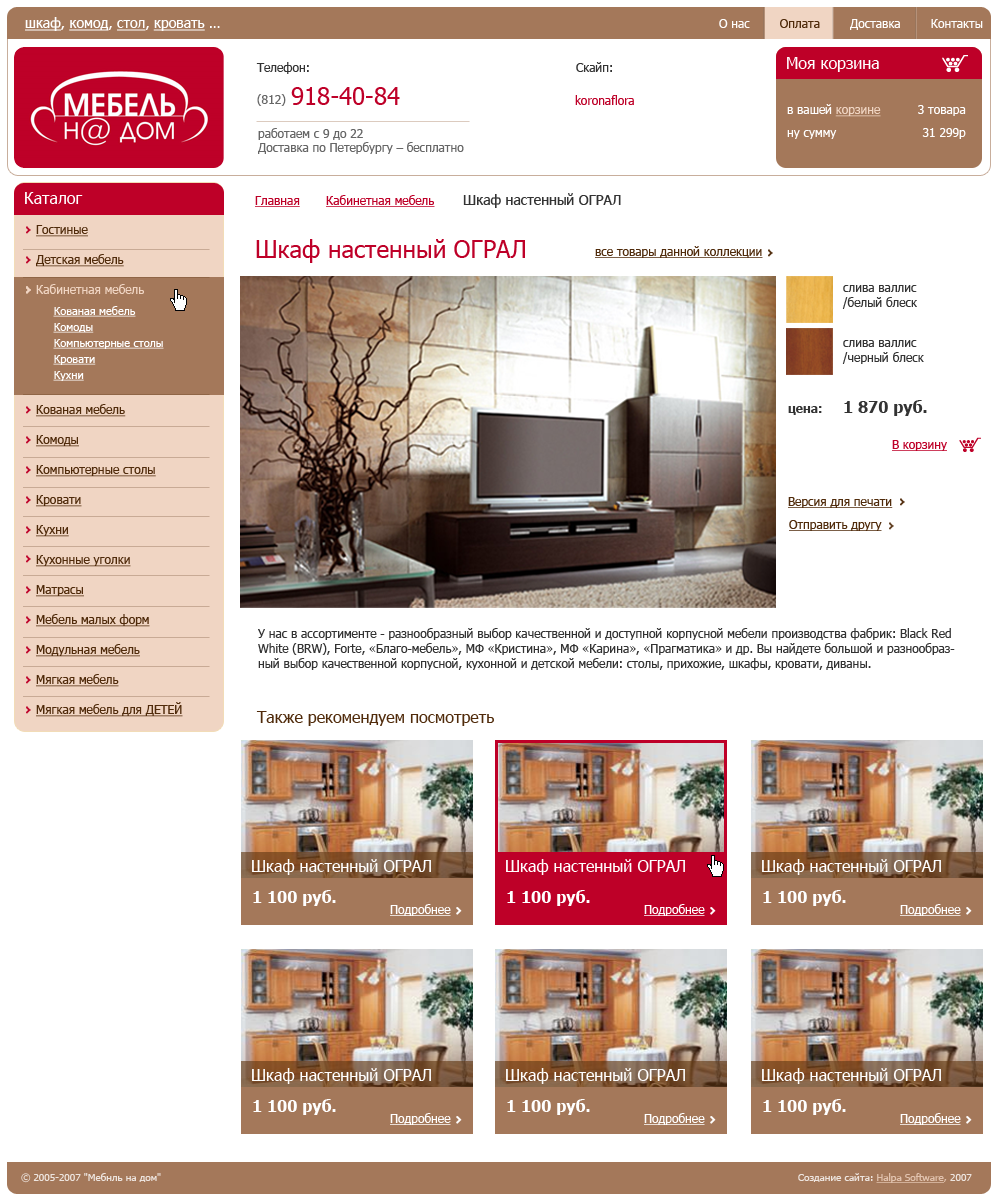 шкаф, комод, стол, кровать ...
О нас
Оплата
Доставка
Контакты
МЕБЕЛЬ
Н@ ДОМ
Телефон:
(812) 918-40-84
работаем с 9 до 22
Доставка по Петербургу – бесплатно
Скайп:
koronaflora
Моя корзина
в вашей корзине 3 товара
ну сумму 31 299р
Каталог
Гостиные
Детская мебель
Кабинетная мебель
Кованая мебель
Комоды
Компьютерные столы
Кровати
Кухни
Кованая мебель
Комоды
Компьютерные столы
Кровати
Кухни
Кухонные уголки
Матрасы
Мебель малых форм
Модульная мебель
Мягкая мебель
Мягкая мебель для ДЕТЕЙ
Главная
Кабинетная мебель
Шкаф настенный ОГРАЛ
Шкаф настенный ОГРАЛ
все товары данной коллекции
слива валлис
/белый блеск
слива валлис
/черный блеск
цена: 1 870 руб.
В корзину
Версия для печати
Отправить другу
У нас в ассортименте - разнообразный выбор качественной и доступной корпусной мебели производства фабрик: Black Red
White (BRW), Forte, «Благо-мебель», МФ «Кристина», МФ «Карина», «Прагматика» и др. Вы найдете большой и разнообраз-
ный выбор качественной корпусной, кухонной и детской мебели: столы, прихожие, шкафы, кровати, диваны.
Также рекомендуем посмотреть
Шкаф настенный ОГРАЛ
1 100 руб.
Подробнее
Шкаф настенный ОГРАЛ
1 100 руб.
Подробнее
Шкаф настенный ОГРАЛ
1 100 руб.
Подробнее
Шкаф настенный ОГРАЛ
1 100 руб.
Подробнее
Шкаф настенный ОГРАЛ
1 100 руб.
Подробнее
Шкаф настенный ОГРАЛ
1 100 руб.
Подробнее
© 2005-2007 "Мебнль на дом"
Создание сайта: Halpa Software, 2007